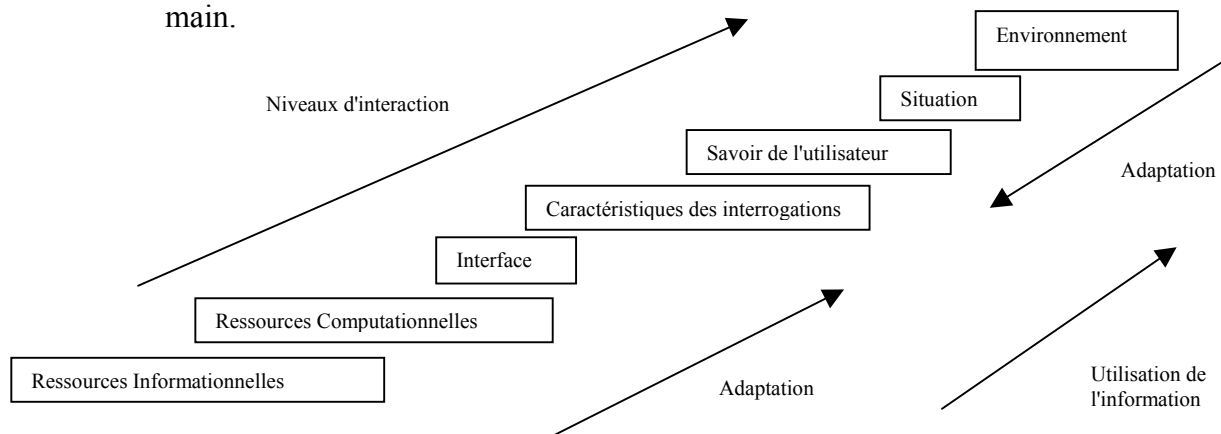 main.
Environnement
Niveaux d'interaction
Situation
Savoir de l'utilisateur
Adaptation
Caractéristiques des interrogations
Interface
Ressources Computationnelles
Ressources Informationnelles
Adaptation
Utilisation de
l'information